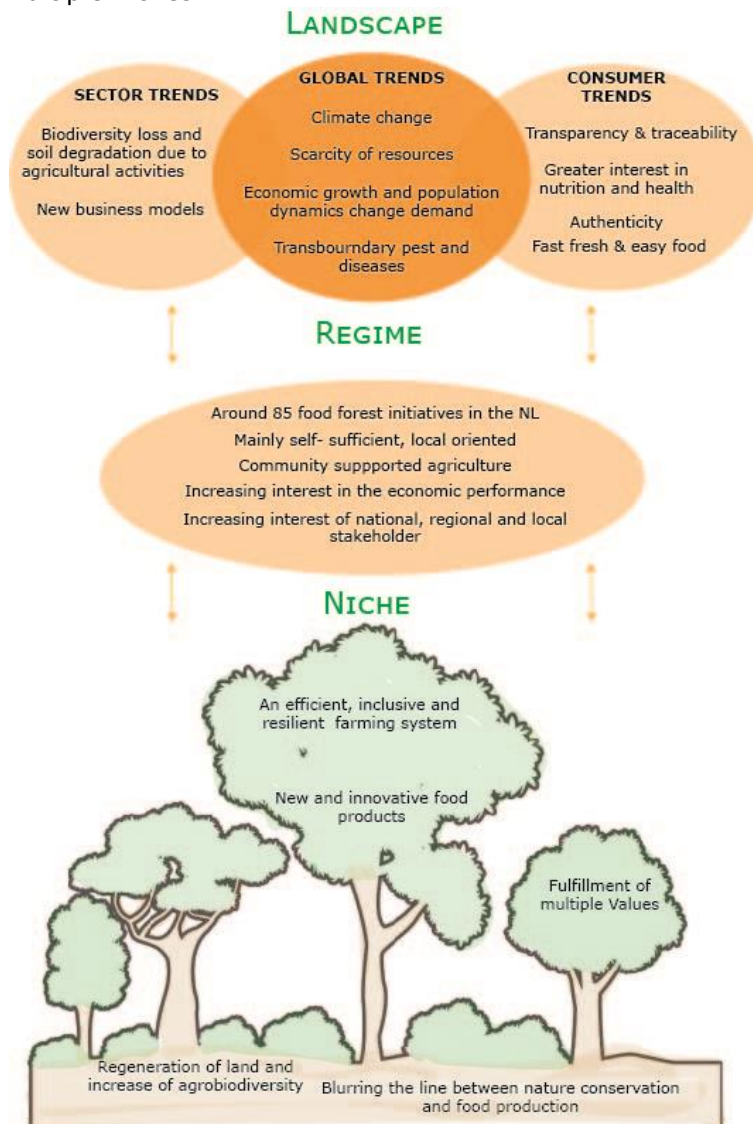 LANDSCAPE
SECTOR TRENDS
Biodiversity loss and
soil degradation due to
agricultural activities
New business models
GLOBAL TRENDS
Climate change
Scarcity of resources
Economic growth and population
dynamics change demand
Transbourndary pest and
diseases
CONSUMER
TRENDS
Transparency & traceability
Greater interest in
nutrition and health
Authenticity
Fast fresh & easy food
REGIME
Around 85 food forest initiatives in the NL
Mainly self- sufficient, local oriented
Community suppported agriculture
Increasing interest in the economic performance
Increasing interest of national, regional and local
stakeholder
NICHE
An efficient, inclusive and
resilient farming system
New and innovative food
products
Fulfillment of
multiple Values
Regeneration of land and
increase of agrobiodiversity
Blurring the line between nature conservation
and food production